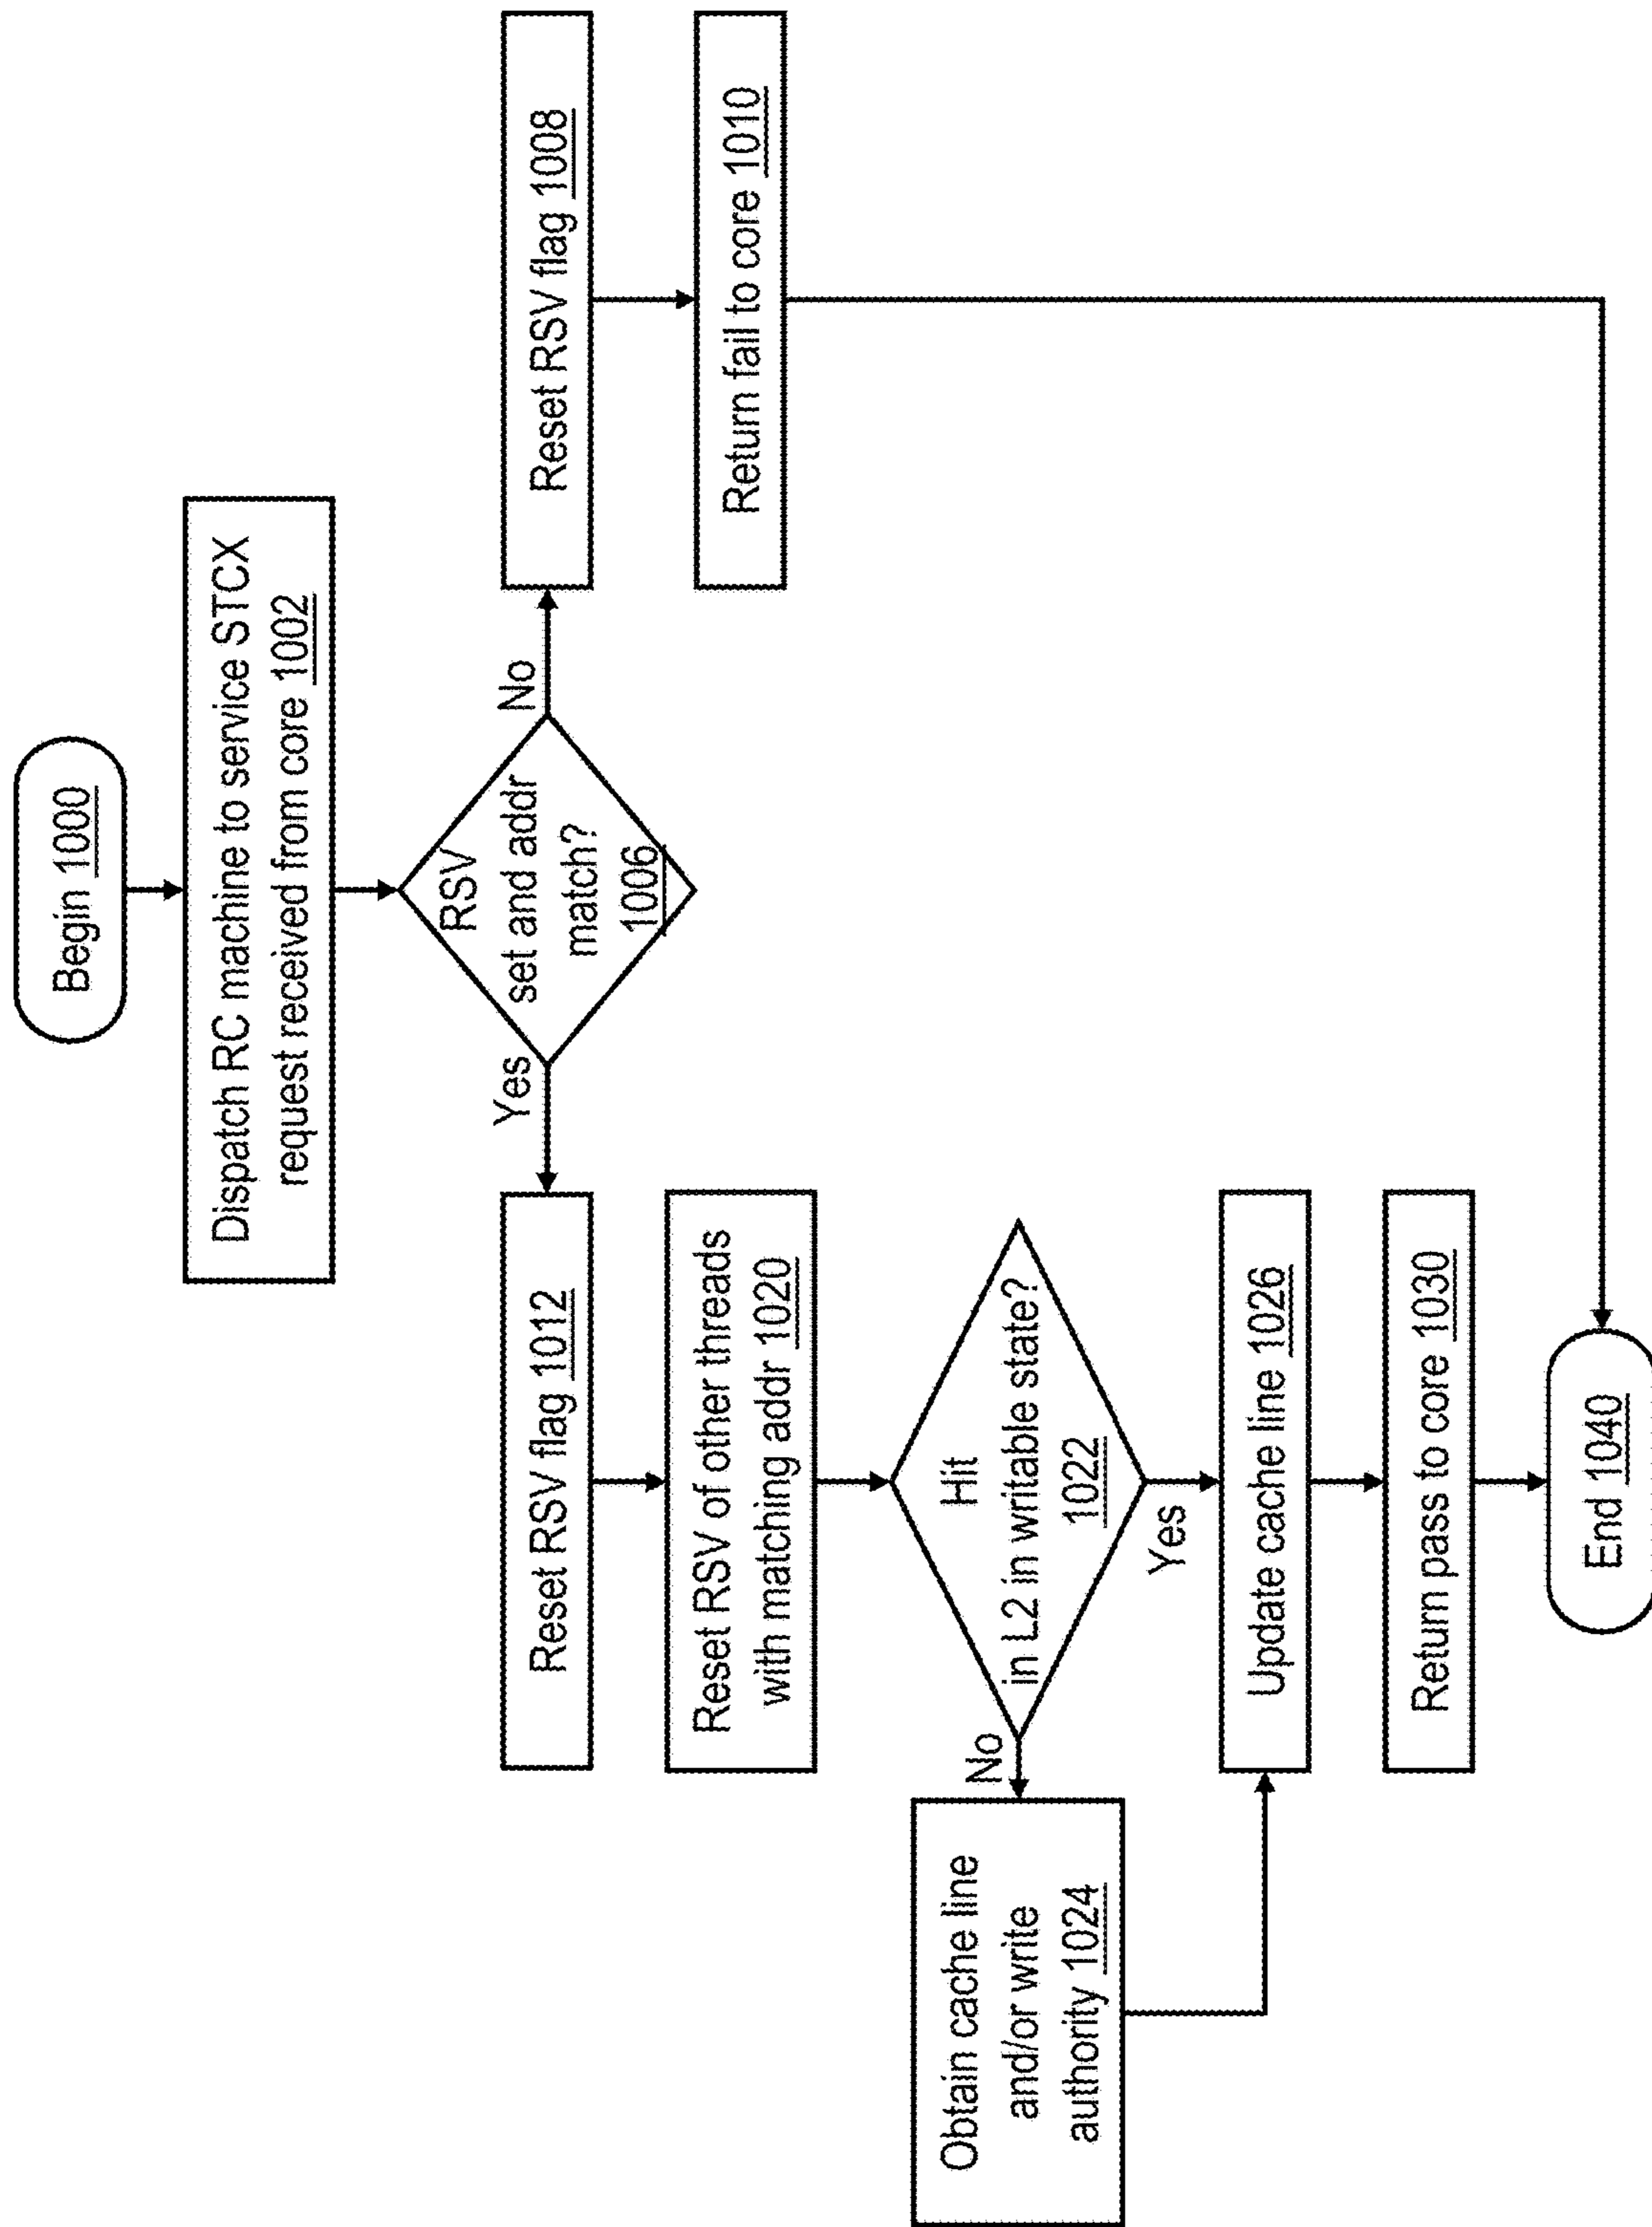 Begin 1000
Dispatch RC machine to service STCX
request received from core 1002
RSV
set and addr
match?
1006
No
Reset RSV flag 1008
Return fail to core 1010
Yes
Reset RSV flag 1012
Reset RSV of other threads
with matching addr 1020
Hit
in L2 in writable state?
1022
No
Obtain cache line
and/or write
authority 1024
Yes
Update cache line 1026
Return pass to core 1030
End 1040